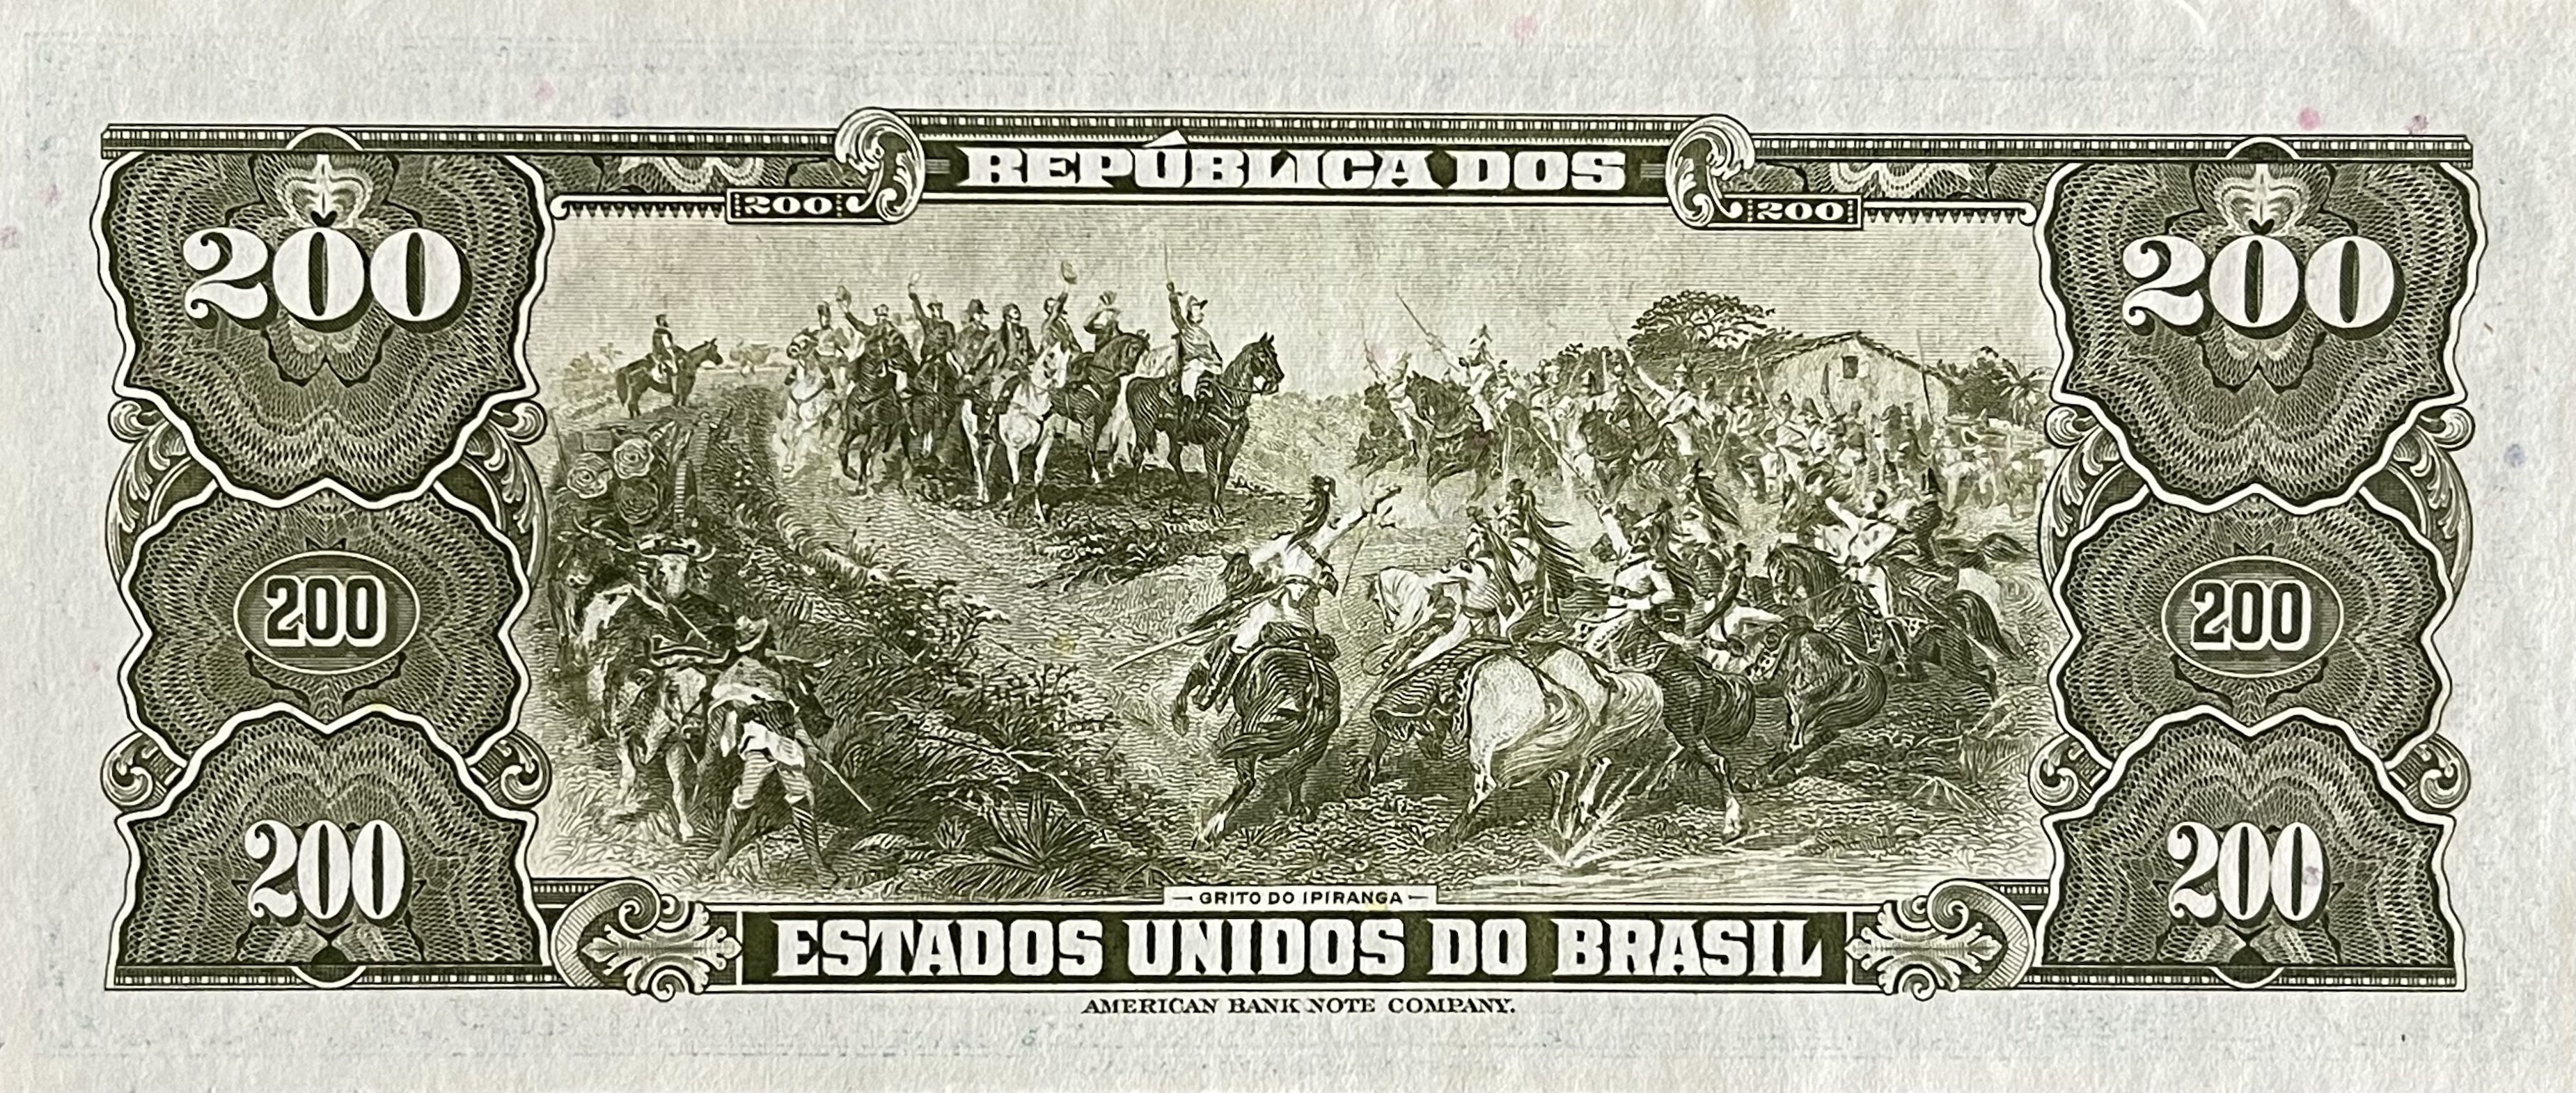 REPÚBLICA DOS
200 200
200 200
200 200
200 200
GRITO DO IPIRANGA
ESTADOS UNIDOS DO BRASIL
AMERICAN BANK NOTE COMPANY.